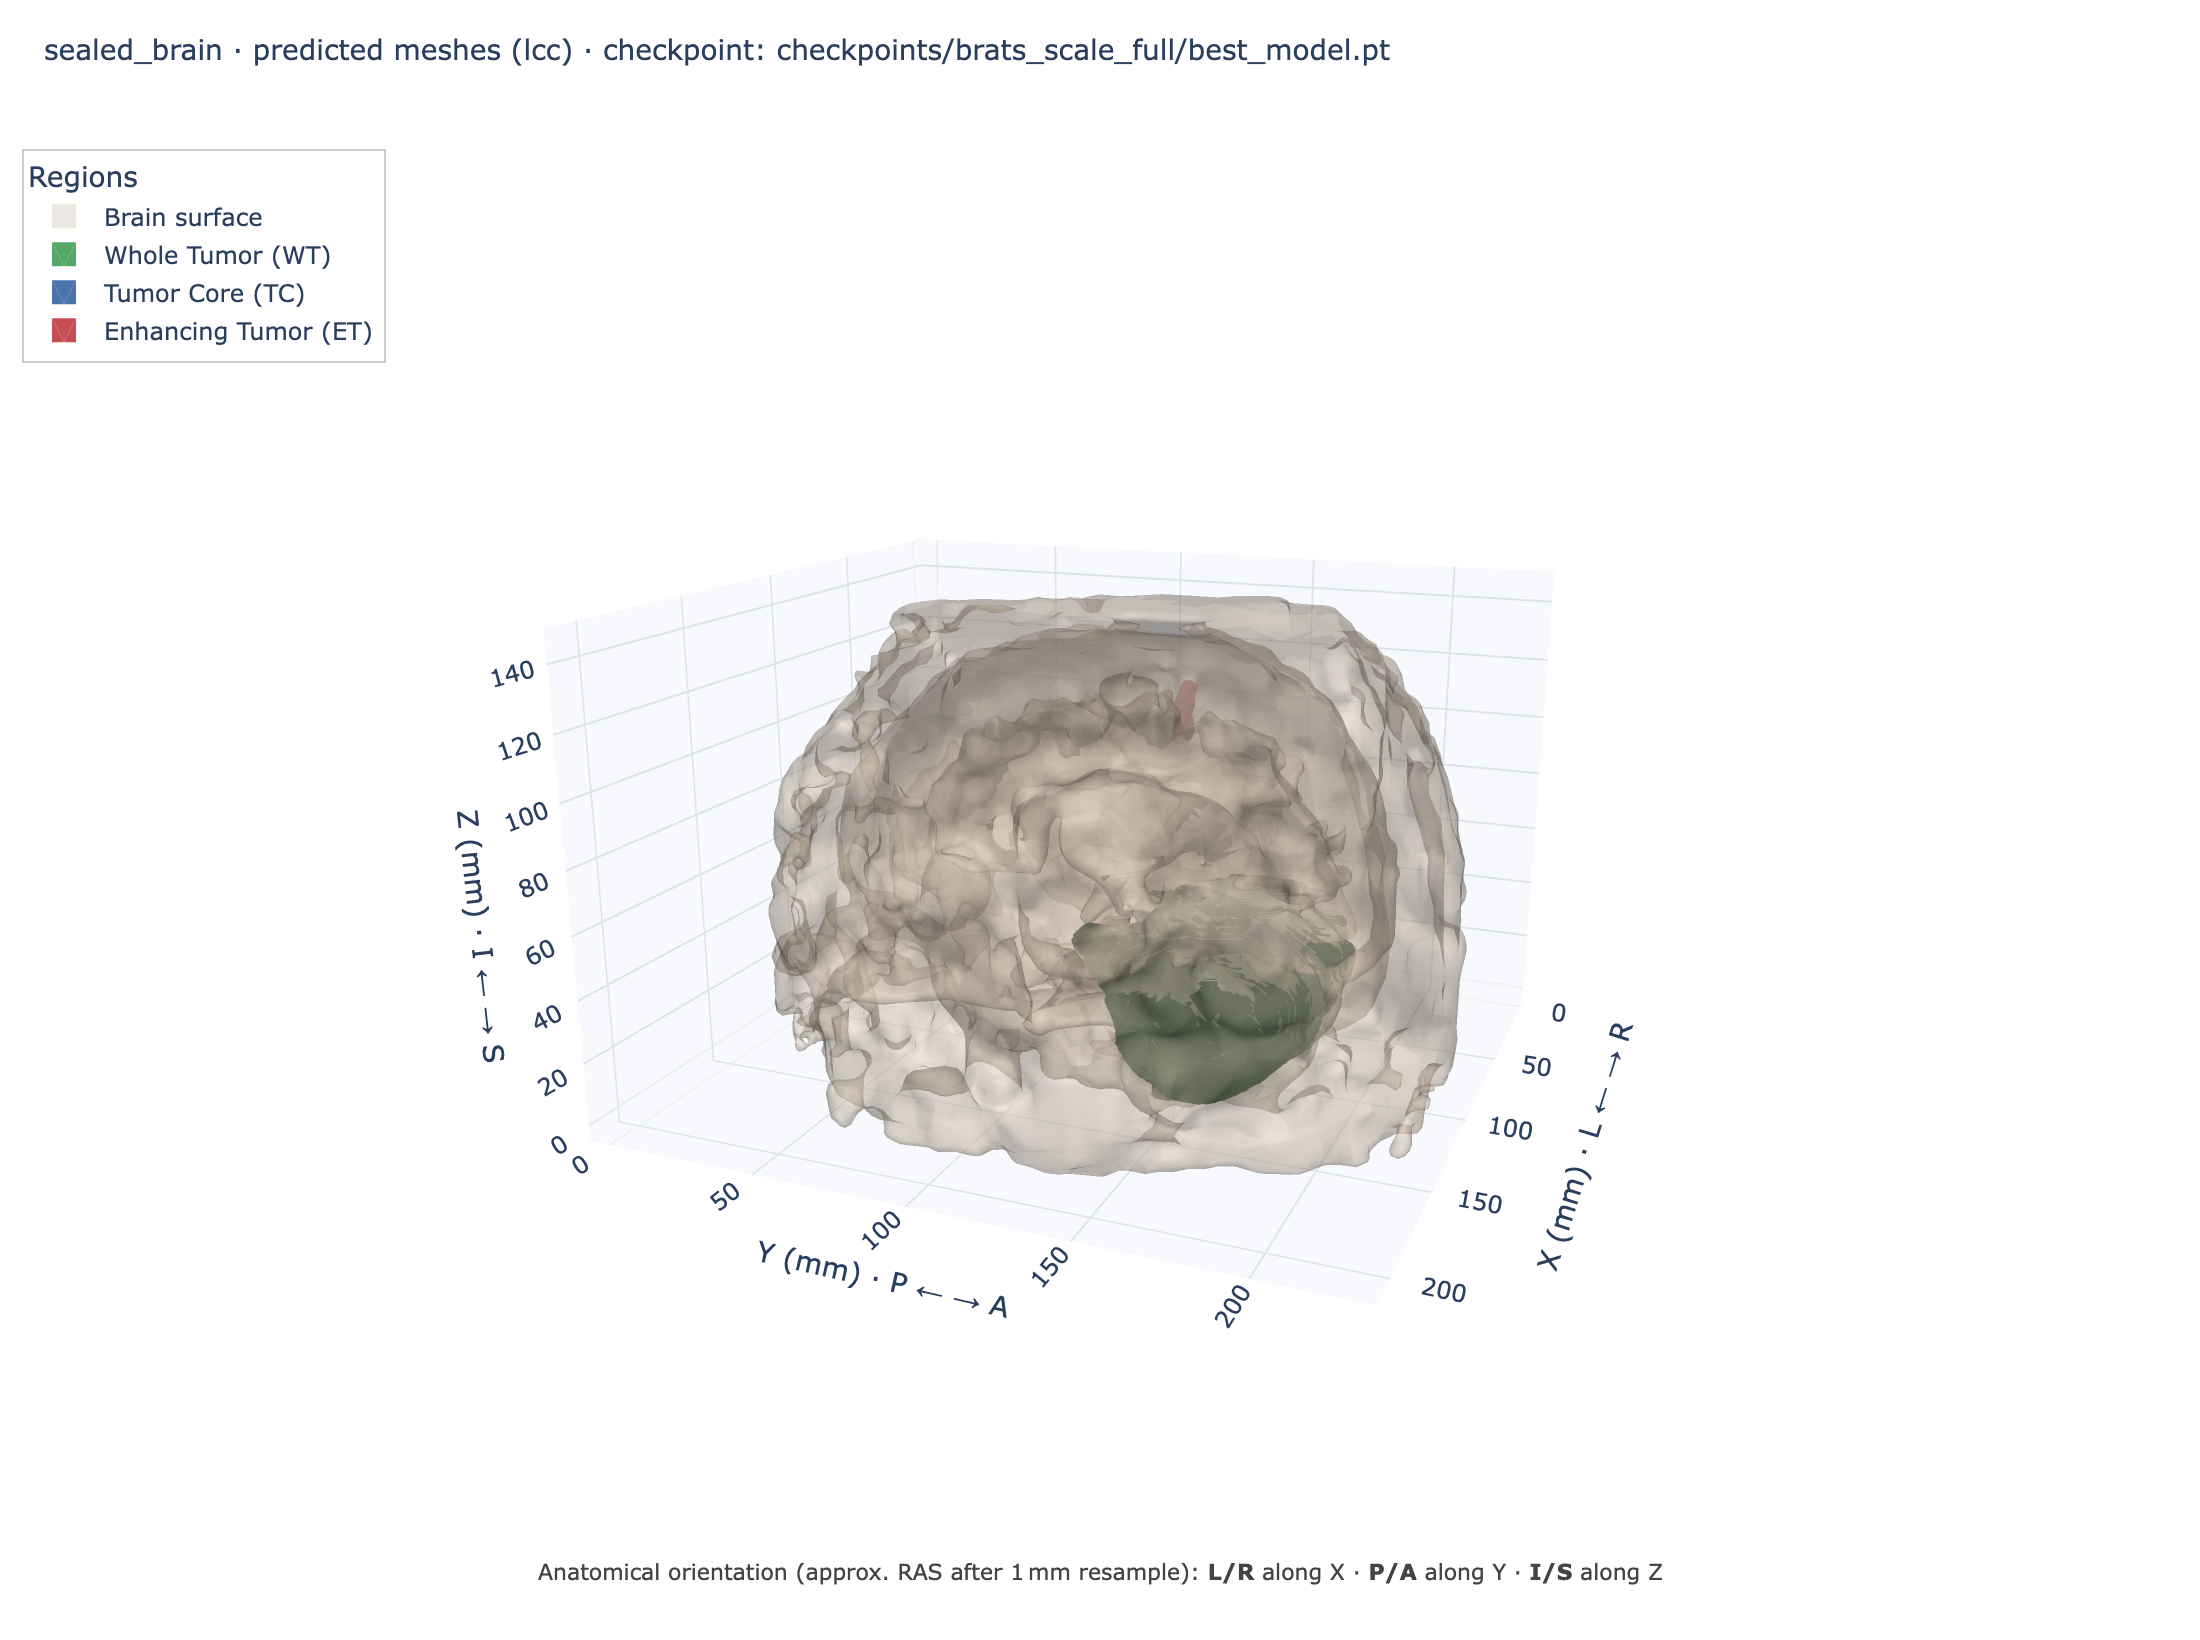 sealed_brain · predicted meshes (lcc) · checkpoint: checkpoints/brats_scale_full/best_model.pt
Regions
Brain surface
Whole Tumor (WT)
Tumor Core (TC)
Enhancing Tumor (ET)
140
120
100
80
60
40
20
0
Z (mm) · I ←→ S
0
50
100
150
200
Y (mm) · P ←→ A
0
50
100
150
200
X (mm) · L ←→ R
Anatomical orientation (approx. RAS after 1 mm resample): L/R along X · P/A along Y · I/S along Z